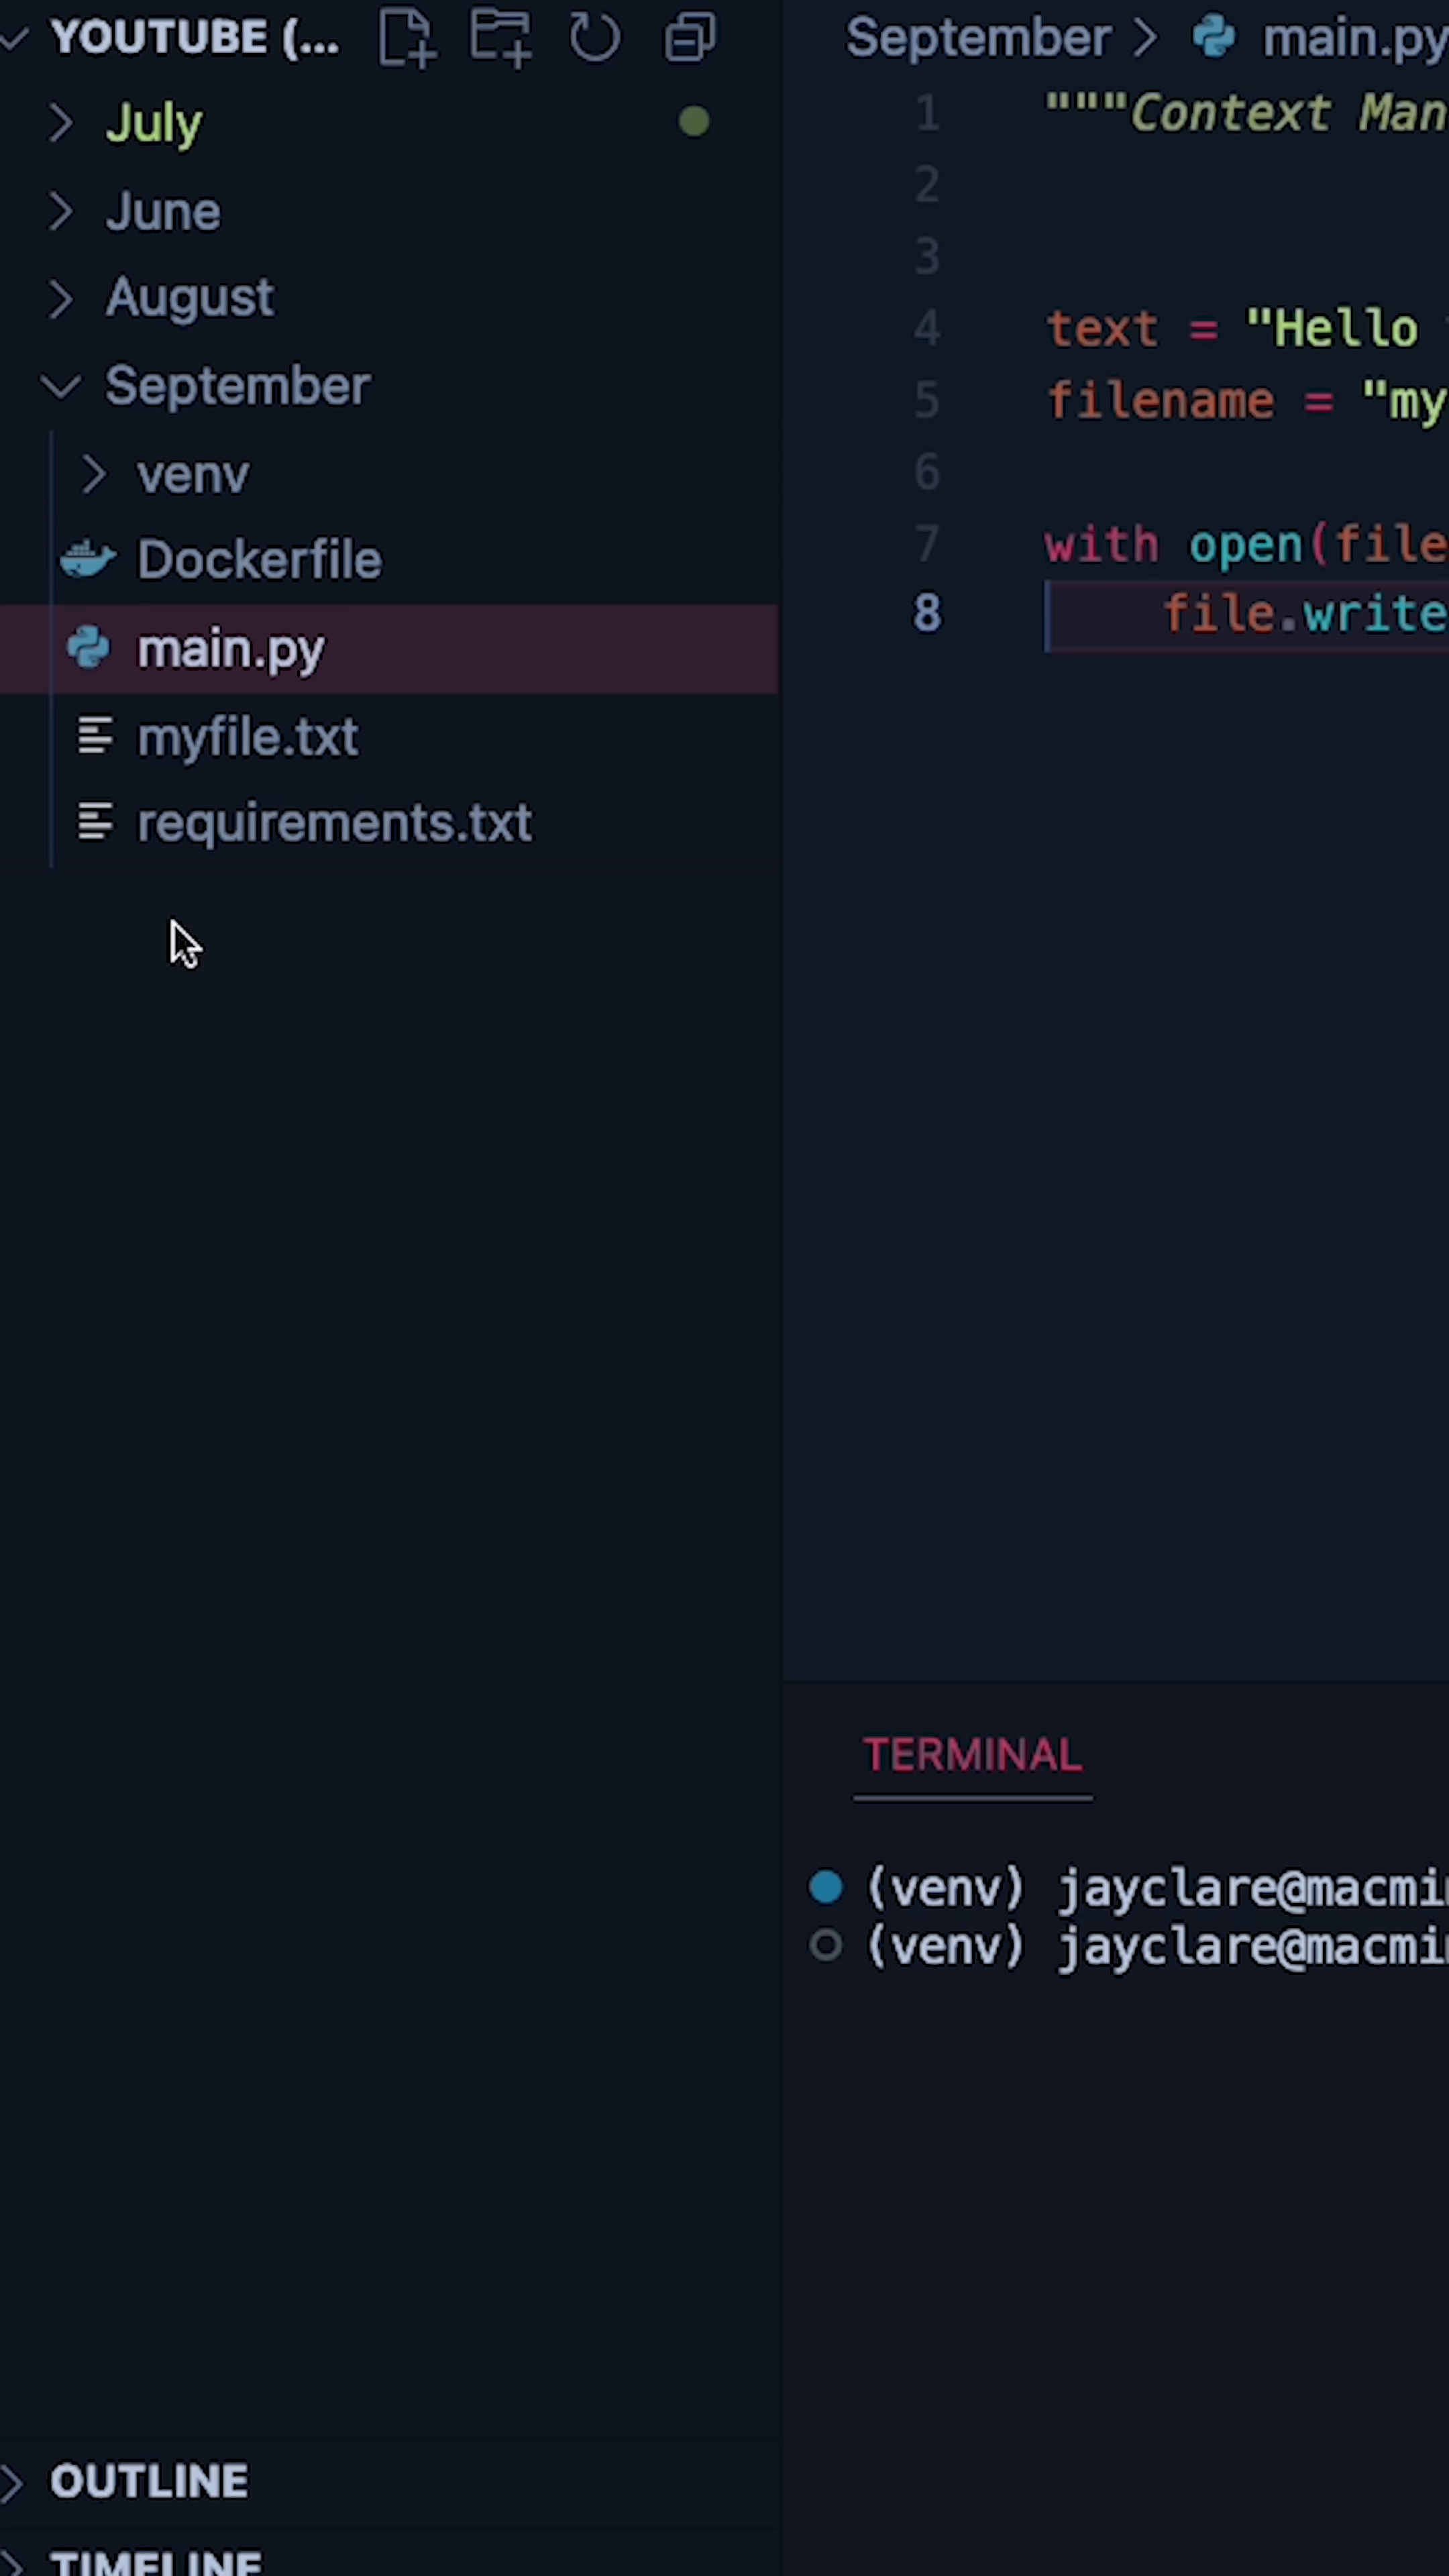 YOUTUBE (...
July
June
August
September
venv
Dockerfile
main.py
myfile.txt
requirements.txt
OUTLINE
TIMELINE
September > main.py
1 """Context Man
2
3
4 text = "Hello
5 filename = "my
6
7 with open(file
8 file.write
TERMINAL
(venv) jayclare@macmi
(venv) jayclare@macmi